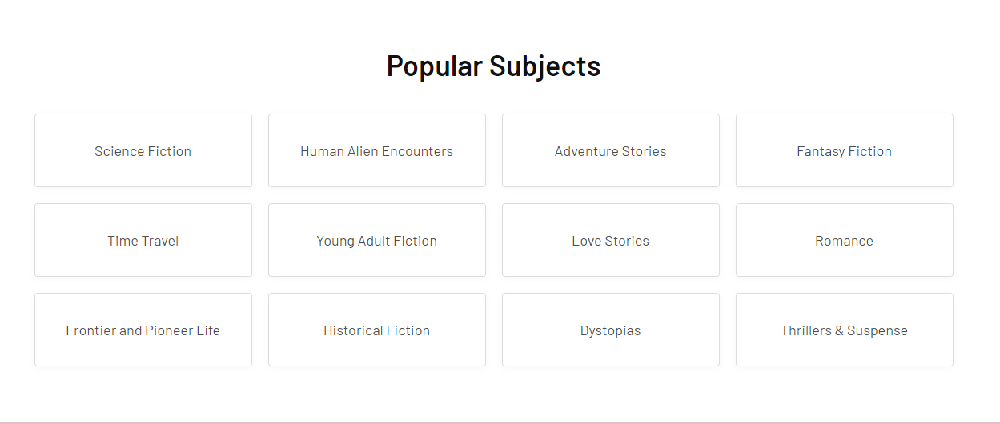 Popular Subjects
Science Fiction
Human Alien Encounters
Adventure Stories
Fantasy Fiction
Time Travel
Young Adult Fiction
Love Stories
Romance
Frontier and Pioneer Life
Historical Fiction
Dystopias
Thrillers & Suspense